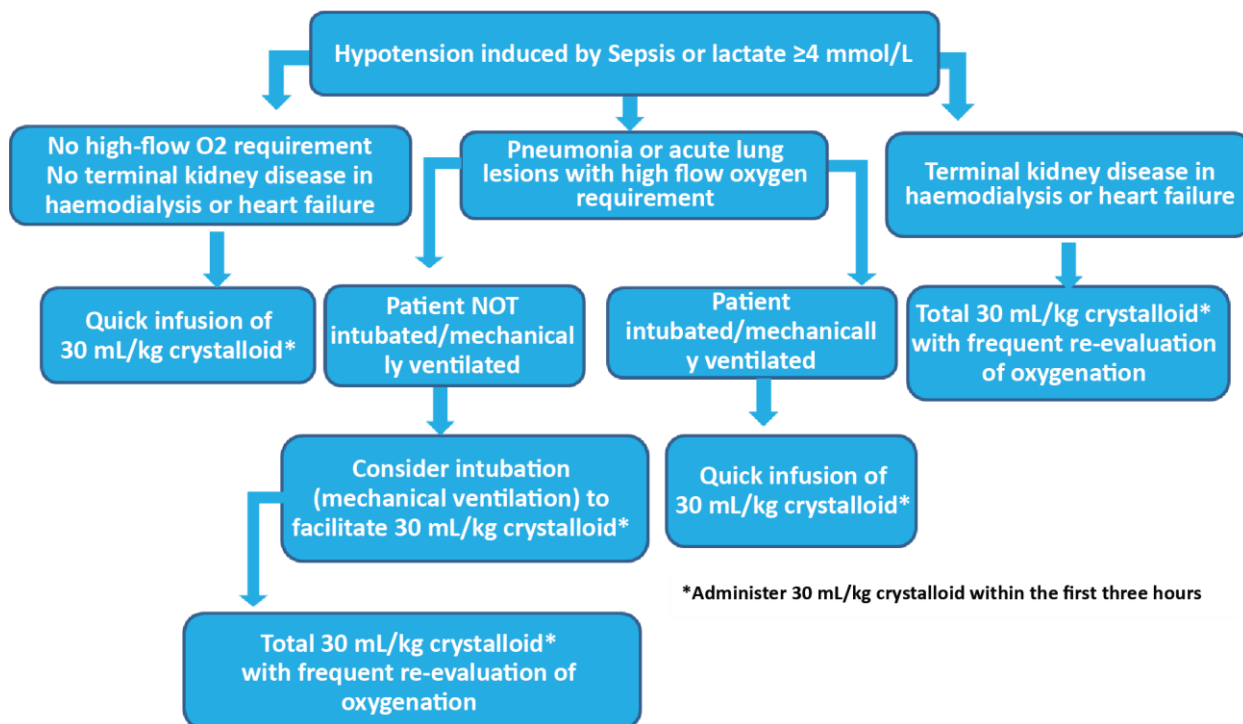 Hypotension induced by Sepsis or lactate ≥4 mmol/L
No high-flow O2 requirement
No terminal kidney disease in
haemodialysis or heart failure
Pneumonia or acute lung
lesions with high flow oxygen
requirement
Terminal kidney disease in
haemodialysis or heart failure
Quick infusion of
30 mL/kg crystalloid*
Patient NOT
intubated/mechanical
ly ventilated
Patient
intubated/mechanicall
y ventilated
Total 30 mL/kg crystalloid*
with frequent re-evaluation
of oxygenation
Consider intubation
(mechanical ventilation) to
facilitate 30 mL/kg crystalloid*
Quick infusion of
30 mL/kg crystalloid*
*Administer 30 mL/kg crystalloid within the first three hours
Total 30 mL/kg crystalloid*
with frequent re-evaluation of
oxygenation